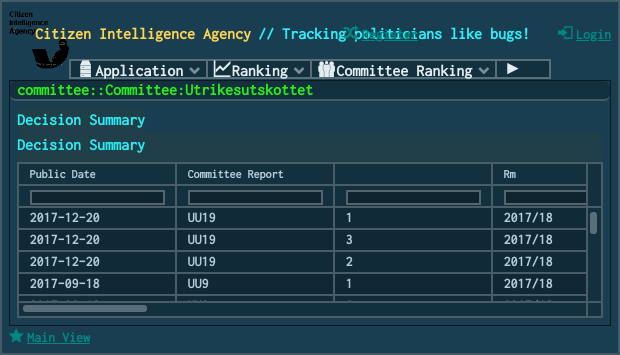 Citizen
Intelligence
Agency
Citizen Intelligence Agency // Tracking politicians like bugs!
Register
Login
Application
Ranking
Committee Ranking
committee::Committee:Utrikesutskottet
Decision Summary
Decision Summary
Public Date Committee Report Rm
2017-12-20 UU19 1 2017/18
2017-12-20 UU19 3 2017/18
2017-12-20 UU19 2 2017/18
2017-09-18 UU9 1 2017/18
Main View